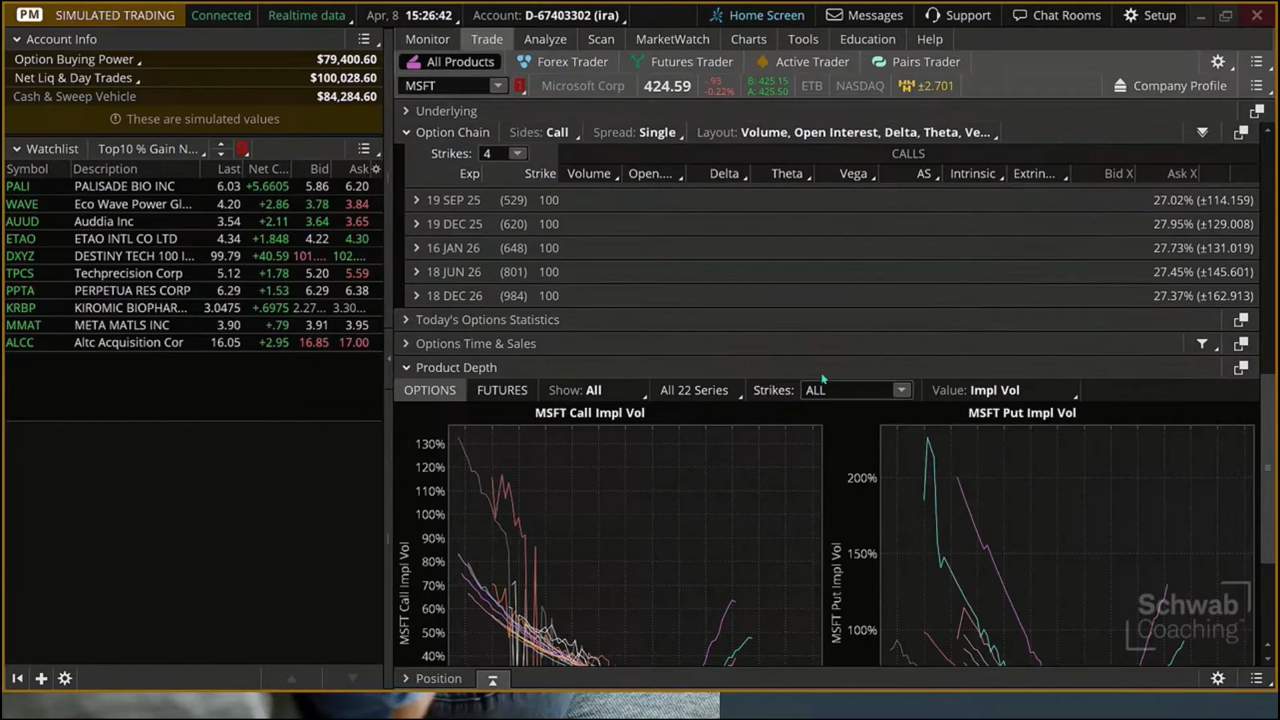 PM SIMULATED TRADING Connected Realtime data Apr, 8 15:26:42 Account: D-67403302 (ira) Home Screen Messages Support Chat Rooms Setup
Account Info
Option Buying Power $79,400.60
Net Liq & Day Trades $100,028.60
Cash & Sweep Vehicle $84,284.60
These are simulated values
Watchlist Top10 % Gain N...
Symbol Description Last Net C... Bid Ask
PALI PALISADE BIO INC 6.03 +5.6605 5.86 6.20
WAVE Eco Wave Power Gl... 4.20 +2.86 3.78 3.84
AUUD Auddia Inc 3.54 +2.11 3.64 3.65
ETAO ETAO INTL CO LTD 4.34 +1.848 4.22 4.30
DXYZ DESTINY TECH 100 I... 99.79 +40.59 101.... 102....
TPCS Techprecision Corp 5.12 +1.78 5.20 5.59
PPTA PERPETUA RES CORP 6.29 +1.53 6.29 6.38
KRBP KIROMIC BIOPHAR... 3.0475 +.6975 2.27... 3.30...
MMAT META MATLS INC 3.90 +.79 3.91 3.95
ALCC Altc Acquisition Cor 16.05 +2.95 16.85 17.00
Monitor Trade Analyze Scan MarketWatch Charts Tools Education Help
All Products Forex Trader Futures Trader Active Trader Pairs Trader
MSFT Microsoft Corp 424.59 -.93 -0.22% B: 425.15 A: 425.50 ETB NASDAQ ±2.701 Company Profile
Underlying
Option Chain Sides: Call Spread: Single Layout: Volume, Open Interest, Delta, Theta, Ve...
Strikes: 4 CALLS
Exp Strike Volume Open.... Delta Theta Vega AS Intrinsic Extrin... Bid X Ask X
19 SEP 25 (529) 100 27.02% (±114.159)
19 DEC 25 (620) 100 27.95% (±129.008)
16 JAN 26 (648) 100 27.73% (±131.019)
18 JUN 26 (801) 100 27.45% (±145.601)
18 DEC 26 (984) 100 27.37% (±162.913)
Today's Options Statistics
Options Time & Sales
Product Depth
OPTIONS FUTURES Show: All All 22 Series Strikes: ALL Value: Impl Vol
MSFT Call Impl Vol MSFT Put Impl Vol
130%
120%
110%
100%
90%
80%
70%
60%
50%
40%
MSFT Call Impl Vol
200%
150%
100%
MSFT Put Impl Vol
Schwab
Coaching
Position